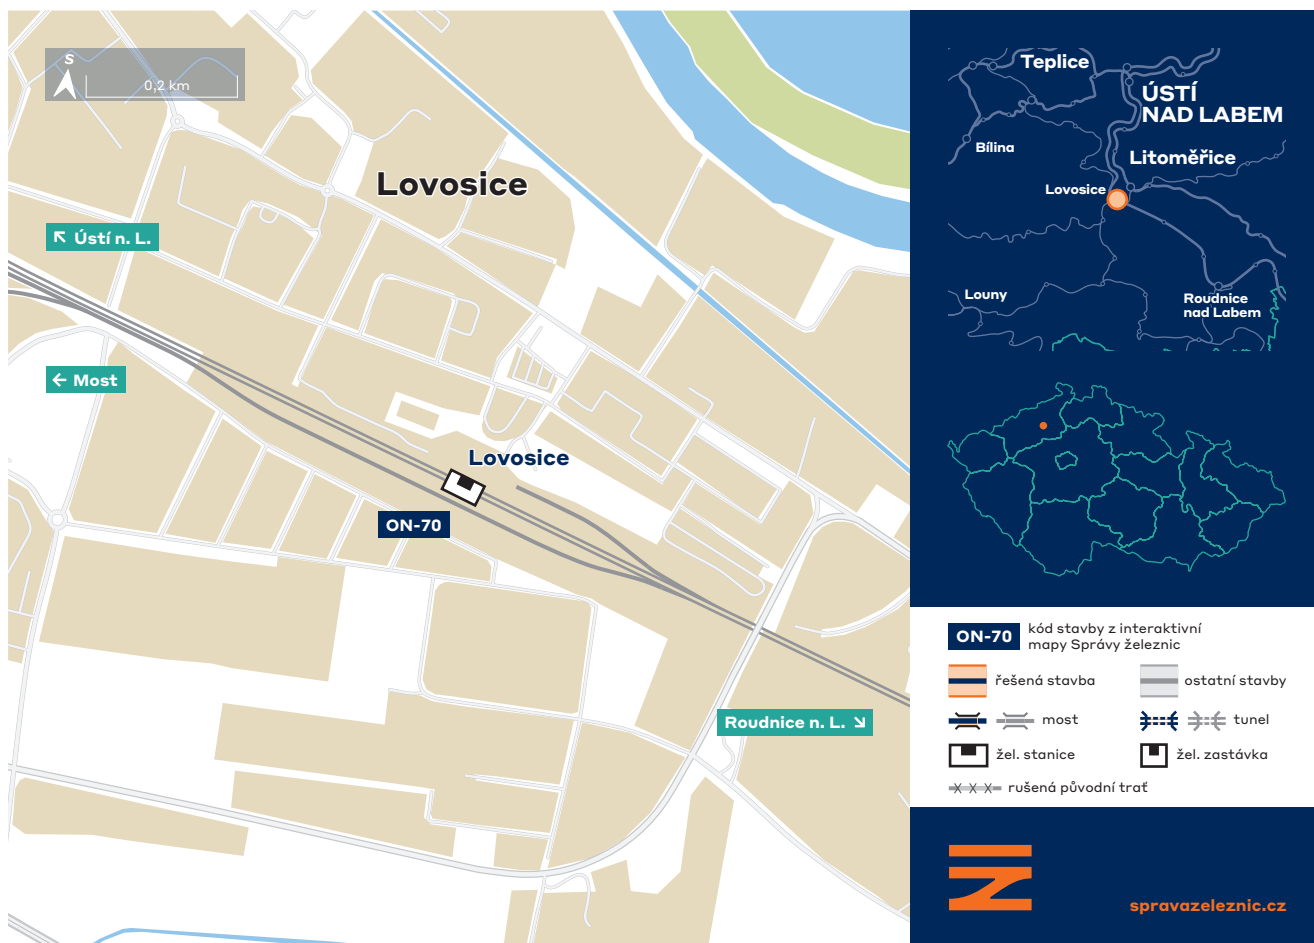 S
0,2 km
Lovosice
↖ Ústí n. L.
← Most
Lovosice
ON-70
Roudnice n. L. ↘
Teplice
ÚSTÍ
NAD LABEM
Bílina
Litoměřice
Lovosice
Louny
Roudnice
nad Labem
ON-70
kód stavby z interaktivní
mapy Správy železnic
řešená stavba
ostatní stavby
most
tunel
žel. stanice
žel. zastávka
rušená původní trať
spravazeleznic.cz